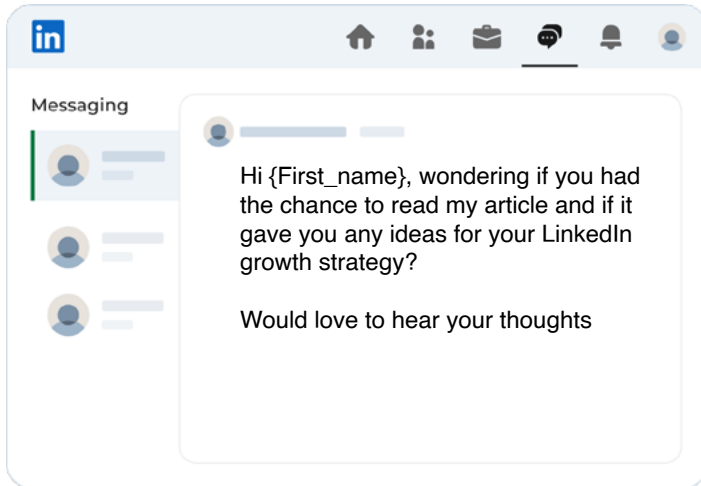 in
Messaging
Hi {First_name}, wondering if you had
the chance to read my article and if it
gave you any ideas for your LinkedIn
growth strategy?
Would love to hear your thoughts